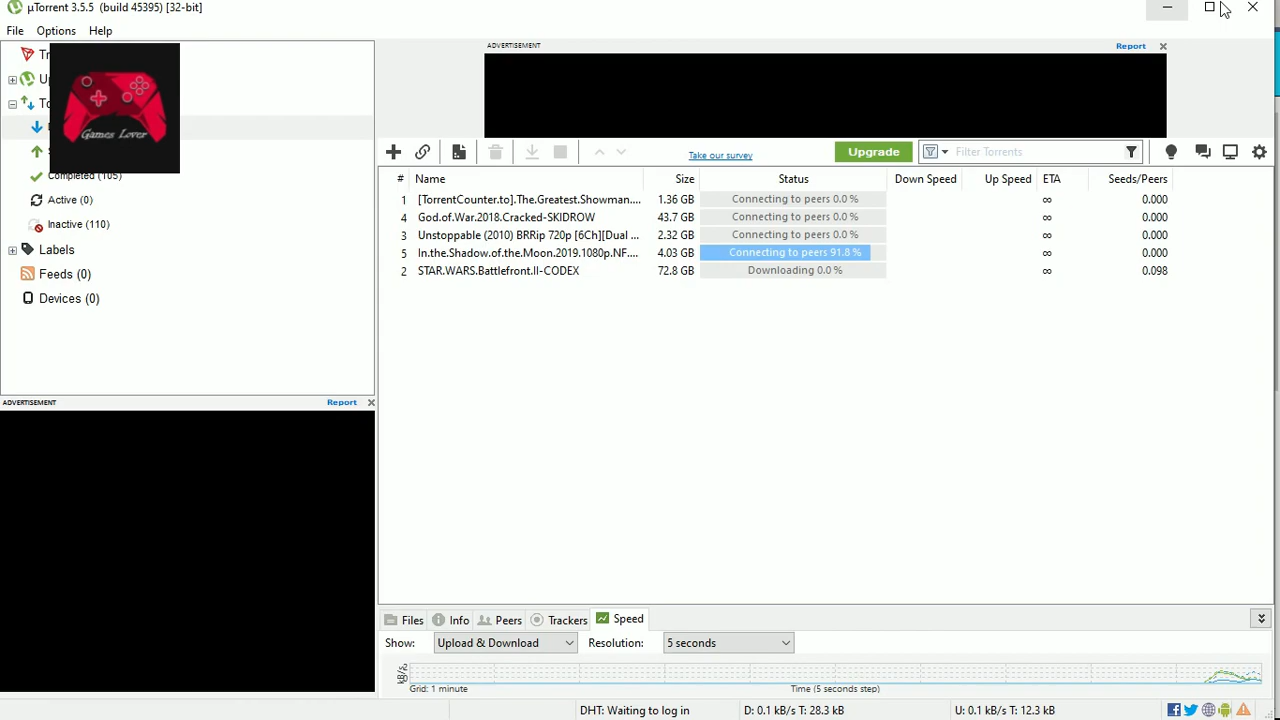 µTorrent 3.5.5 (build 45395) [32-bit]
File Options Help
ADVERTISEMENT Report
Games Lover
Take our survey Upgrade Filter Torrents
# Name Size Status Down Speed Up Speed ETA Seeds/Peers
1 [TorrentCounter.to].The.Greatest.Showman.... 1.36 GB Connecting to peers 0.0 % ∞ 0.000
4 God.of.War.2018.Cracked-SKIDROW 43.7 GB Connecting to peers 0.0 % ∞ 0.000
3 Unstoppable (2010) BRRip 720p [6Ch][Dual ... 2.32 GB Connecting to peers 0.0 % ∞ 0.000
5 In.the.Shadow.of.the.Moon.2019.1080p.NF.... 4.03 GB Connecting to peers 91.8 % ∞ 0.000
2 STAR.WARS.Battlefront.II-CODEX 72.8 GB Downloading 0.0 % ∞ 0.098
Completed (105)
Active (0)
Inactive (110)
Labels
Feeds (0)
Devices (0)
ADVERTISEMENT Report
Files Info Peers Trackers Speed
Show: Upload & Download Resolution: 5 seconds
kB/s
Grid: 1 minute Time (5 seconds step)
DHT: Waiting to log in D: 0.1 kB/s T: 28.3 kB U: 0.1 kB/s T: 12.3 kB